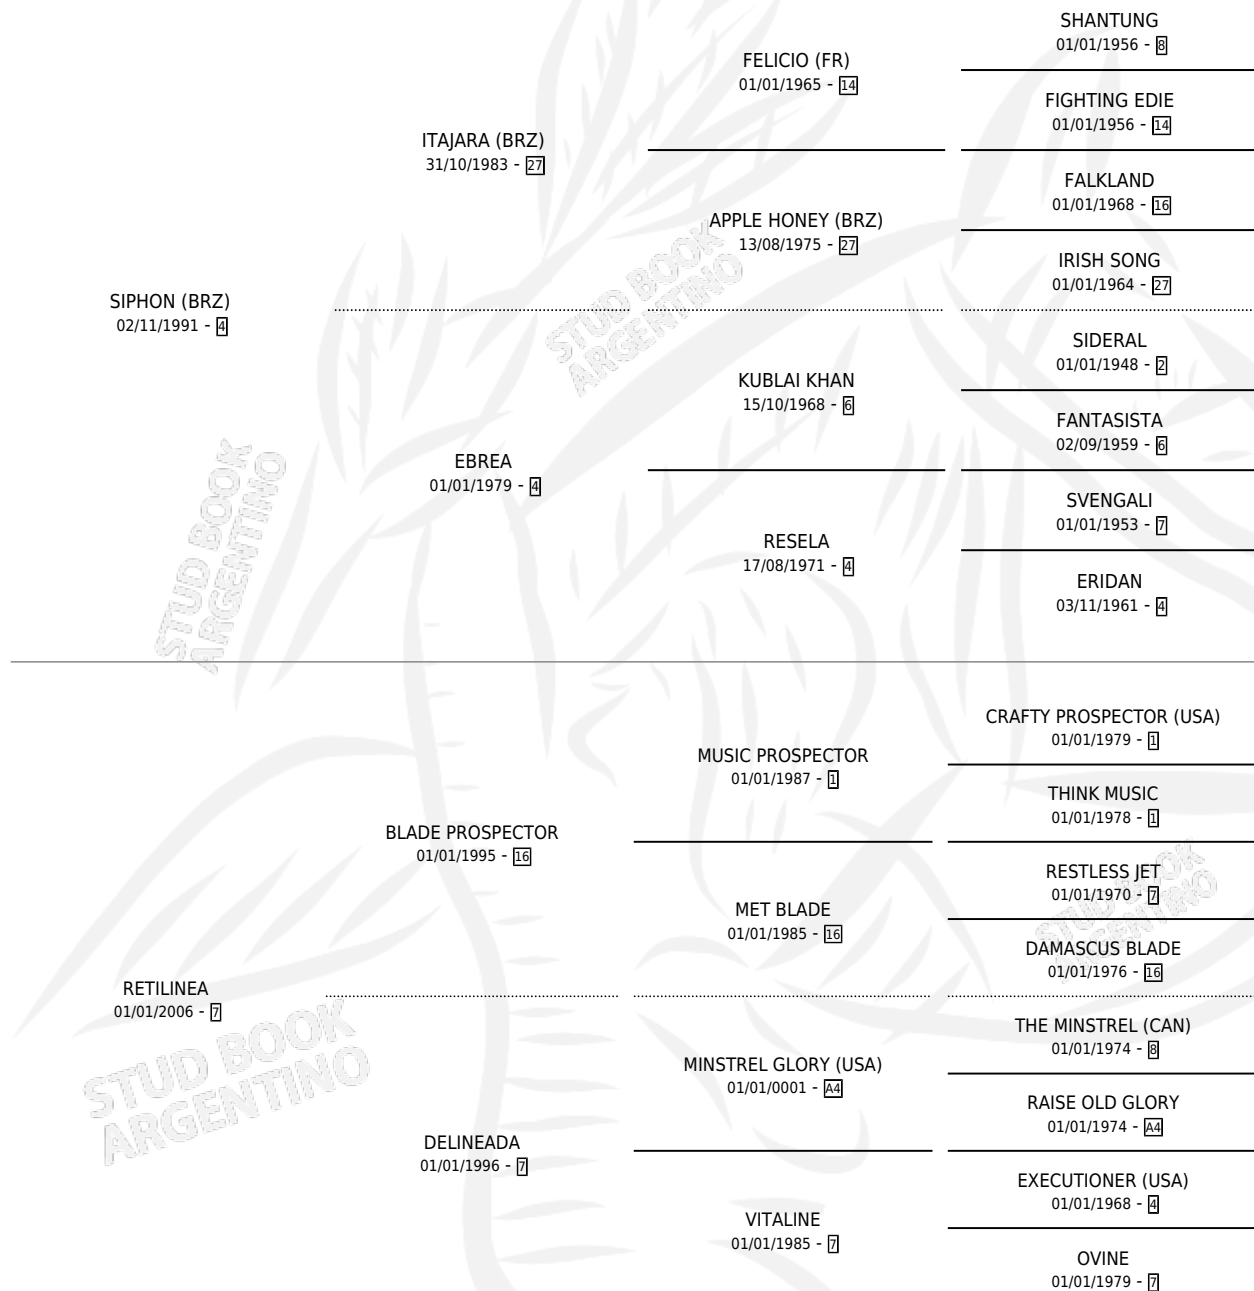 SHANTUNG
01/01/1956 - 8
FELICIO (FR)
01/01/1965 - 14
FIGHTING EDIE
01/01/1956 - 14
ITAJARA (BRZ)
31/10/1983 - 27
FALKLAND
01/01/1968 - 16
APPLE HONEY (BRZ)
13/08/1975 - 27
IRISH SONG
01/01/1964 - 27
SIPHON (BRZ)
02/11/1991 - 4
STUD BOOK
ARGENTINO
SIDERAL
01/01/1948 - 2
KUBLAI KHAN
15/10/1968 - 6
FANTASISTA
02/09/1959 - 6
EBREA
01/01/1979 - 4
STUD BOOK
ARGENTINO
SVENGALI
01/01/1953 - 7
RESELA
17/08/1971 - 4
ERIDAN
03/11/1961 - 4
CRAFTY PROSPECTOR (USA)
01/01/1979 - 1
MUSIC PROSPECTOR
01/01/1987 - 1
THINK MUSIC
01/01/1978 - 1
BLADE PROSPECTOR
01/01/1995 - 16
RESTLESS JET
01/01/1970 - 7
STUD BOOK
ARGENTINO
MET BLADE
01/01/1985 - 16
DAMASCUS BLADE
01/01/1976 - 16
RETILINEA
01/01/2006 - 7
STUD BOOK
ARGENTINO
THE MINSTREL (CAN)
01/01/1974 - 8
MINSTREL GLORY (USA)
01/01/0001 - A4
RAISE OLD GLORY
01/01/1974 - A4
DELINEADA
01/01/1996 - 7
EXECUTIONER (USA)
01/01/1968 - 4
VITALINE
01/01/1985 - 7
OVINE
01/01/1979 - 7